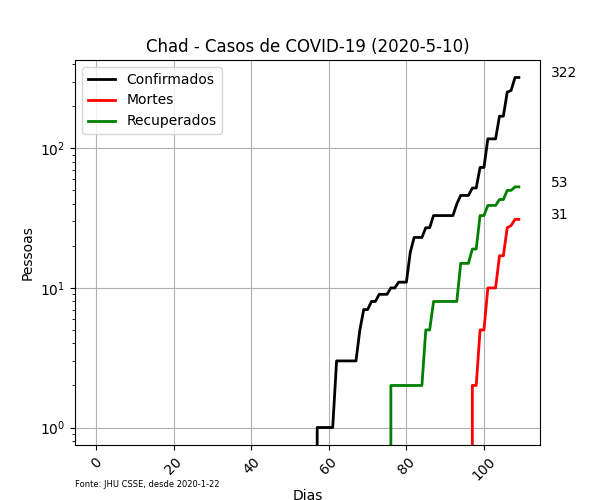 Chad - Casos de COVID-19 (2020-5-10)
Confirmados
Mortes
Recuperados
322
53
31
10²
10¹
10⁰
Pessoas
0
20
40
60
80
100
Dias
Fonte: JHU CSSE, desde 2020-1-22